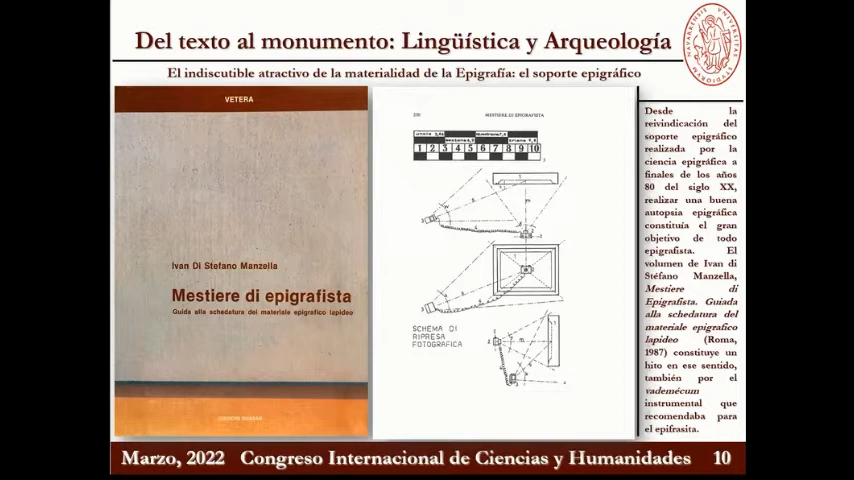 Del texto al monumento: Lingüística y Arqueología
El indiscutible atractivo de la materialidad de la Epigrafía: el soporte epigráfico
VETERA
Ivan Di Stefano Manzella
Mestiere di epigrafista
Guida alla schedatura del materiale epigrafico lapideo
MESTIERE DI EPIGRAFISTA
1 2 3 4 5 6 7 8 9 10
SCHEMA DI
RIPRESA
FOTOGRAFICA
Desde la
reivindicación del
soporte epigráfico
realizada por la
ciencia epigráfica a
finales de los años
80 del siglo XX,
realizar una buena
autopsia epigráfica
constituía el gran
objetivo de todo
epigrafista. El
volumen de Ivan di
Stéfano Manzella,
Mestiere di
Epigrafista. Guiada
alla schedatura del
materiale epigrafico
lapideo (Roma,
1987) constituye un
hito en ese sentido,
también por el
vademécum
instrumental que
recomendaba para
el epifrasita.
Marzo, 2022 Congreso Internacional de Ciencias y Humanidades 10